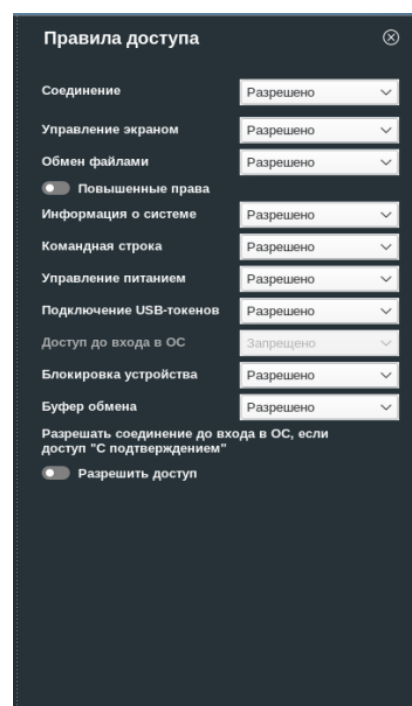 Правила доступа
Соединение Разрешено
Управление экраном Разрешено
Обмен файлами Разрешено
Повышенные права
Информация о системе Разрешено
Командная строка Разрешено
Управление питанием Разрешено
Подключение USB-токенов Разрешено
Доступ до входа в ОС Запрещено
Блокировка устройства Разрешено
Буфер обмена Разрешено
Разрешать соединение до входа в ОС, если
доступ "С подтверждением"
Разрешить доступ